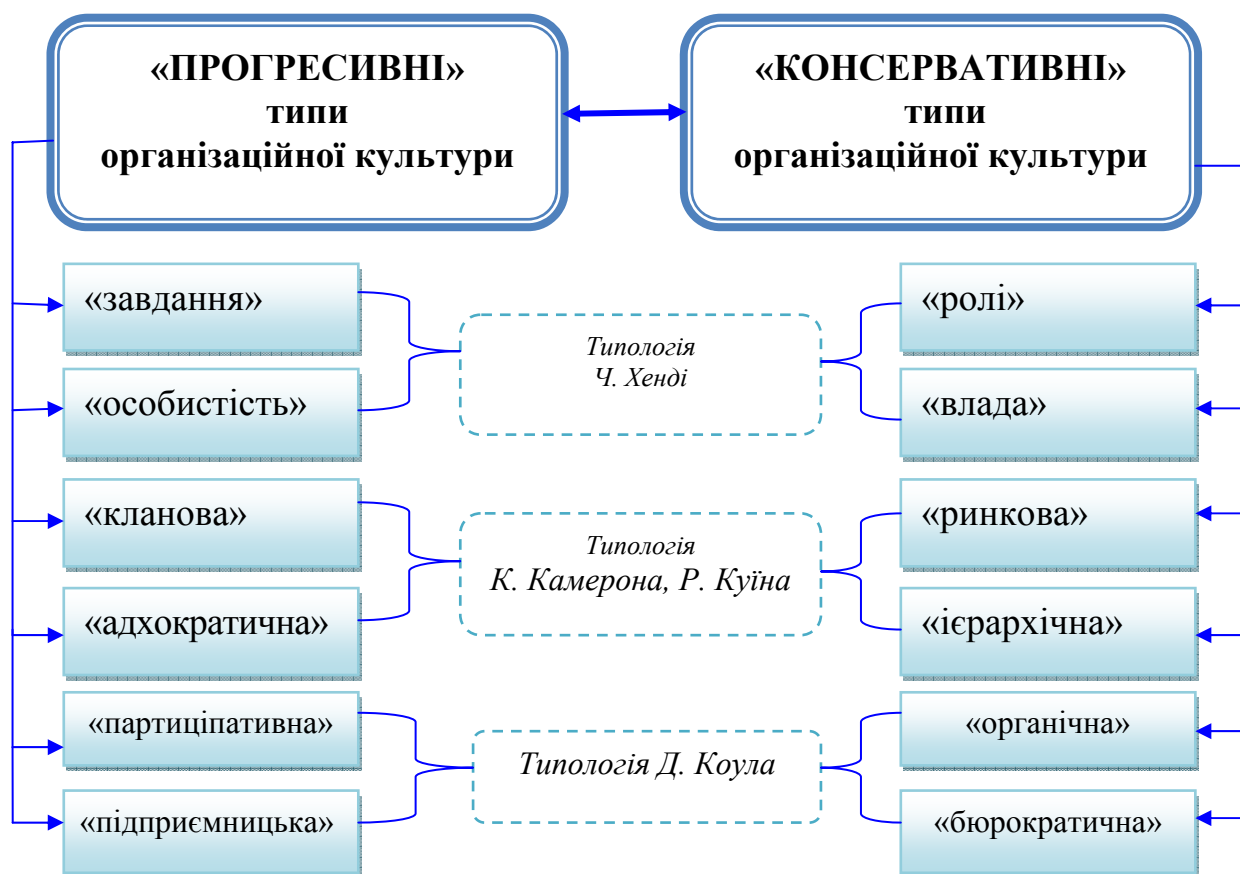 «ПРОГРЕСИВНІ»
типи
організаційної культури
«КОНСЕРВАТИВНІ»
типи
організаційної культури
«завдання»
«особистість»
Типологія
Ч. Хенді
«ролі»
«влада»
«кланова»
«адхократична»
Типологія
К. Камерона, Р. Куїна
«ринкова»
«ієрархічна»
«партиціпативна»
«підприємницька»
Типологія Д. Коула
«органічна»
«бюрократична»